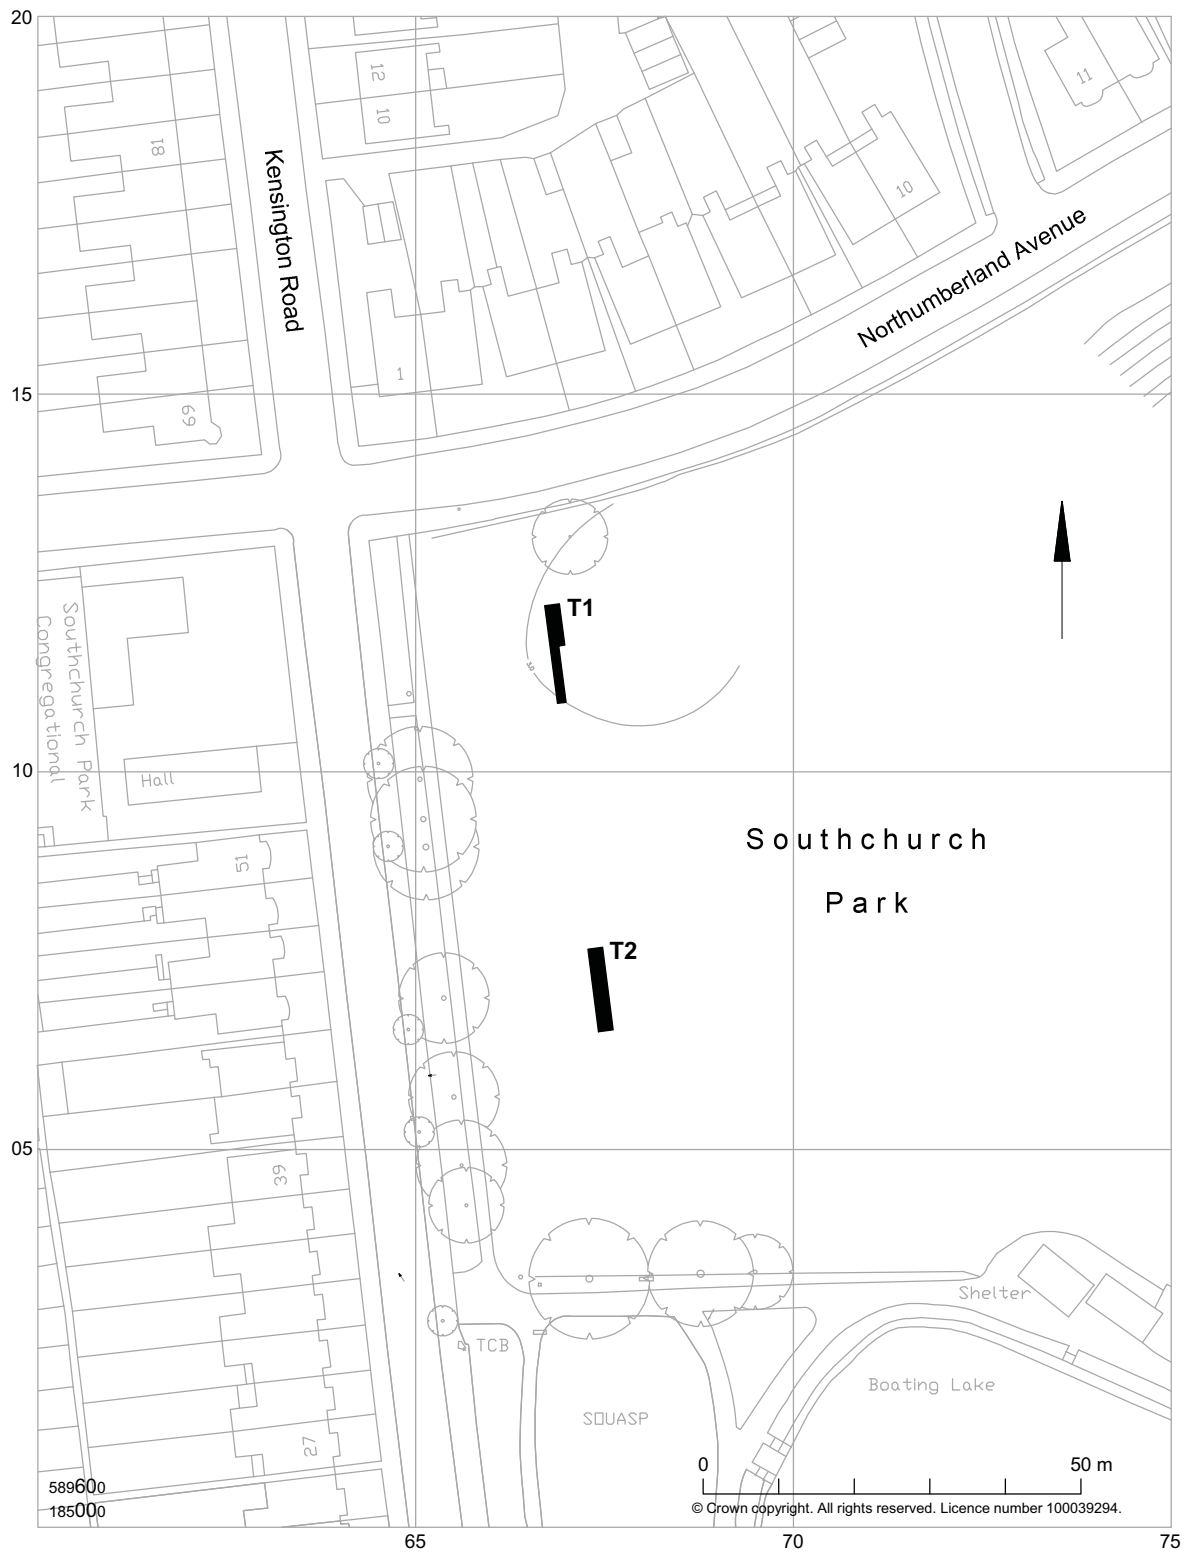 20
12
10
11
18
Kensington Road
10
Northumberland Avenue
1
15
69
T1
Southchurch Park
Congregational
Hall
10
Southchurch
Park
51
T2
05
39
Shelter
TCB
Boating Lake
SQUASP
27
0
50 m
589600
185000
© Crown copyright. All rights reserved. Licence number 100039294.
65
70
75